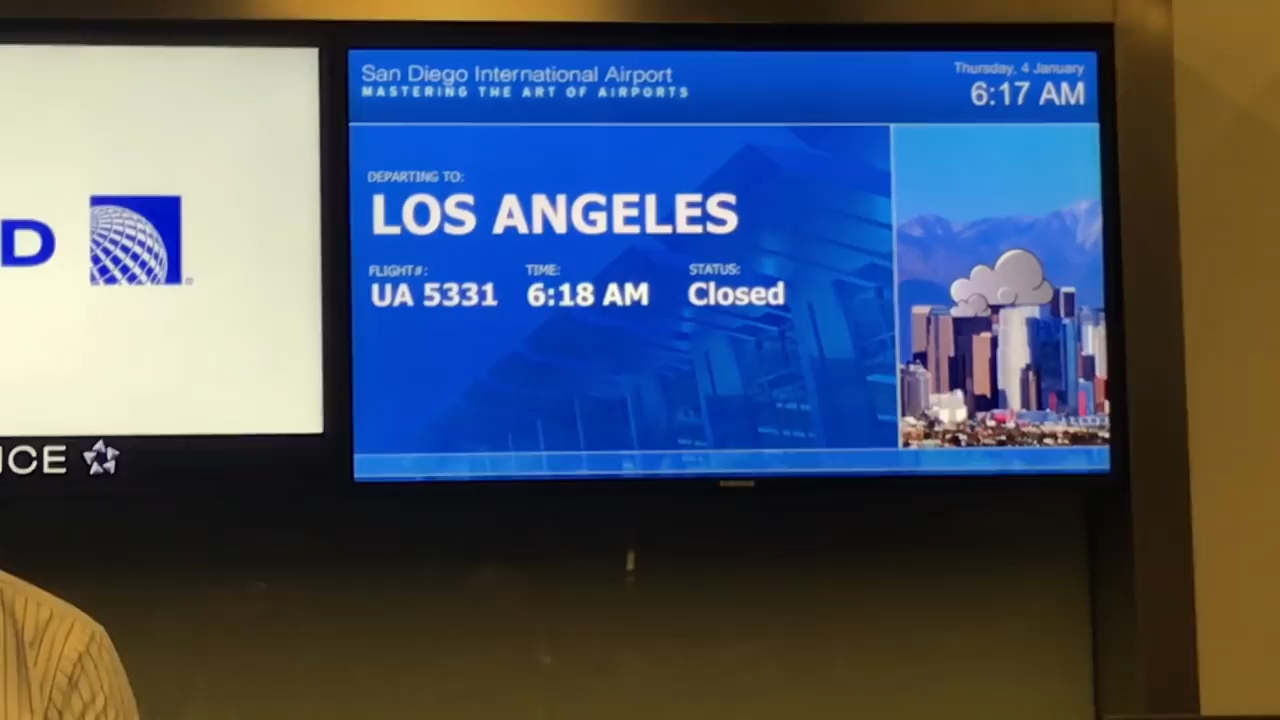 San Diego International Airport
MASTERING THE ART OF AIRPORTS
Thursday, 4 January
6:17 AM
DEPARTING TO:
LOS ANGELES
FLIGHT#: TIME: STATUS:
UA 5331 6:18 AM Closed
D
ICE